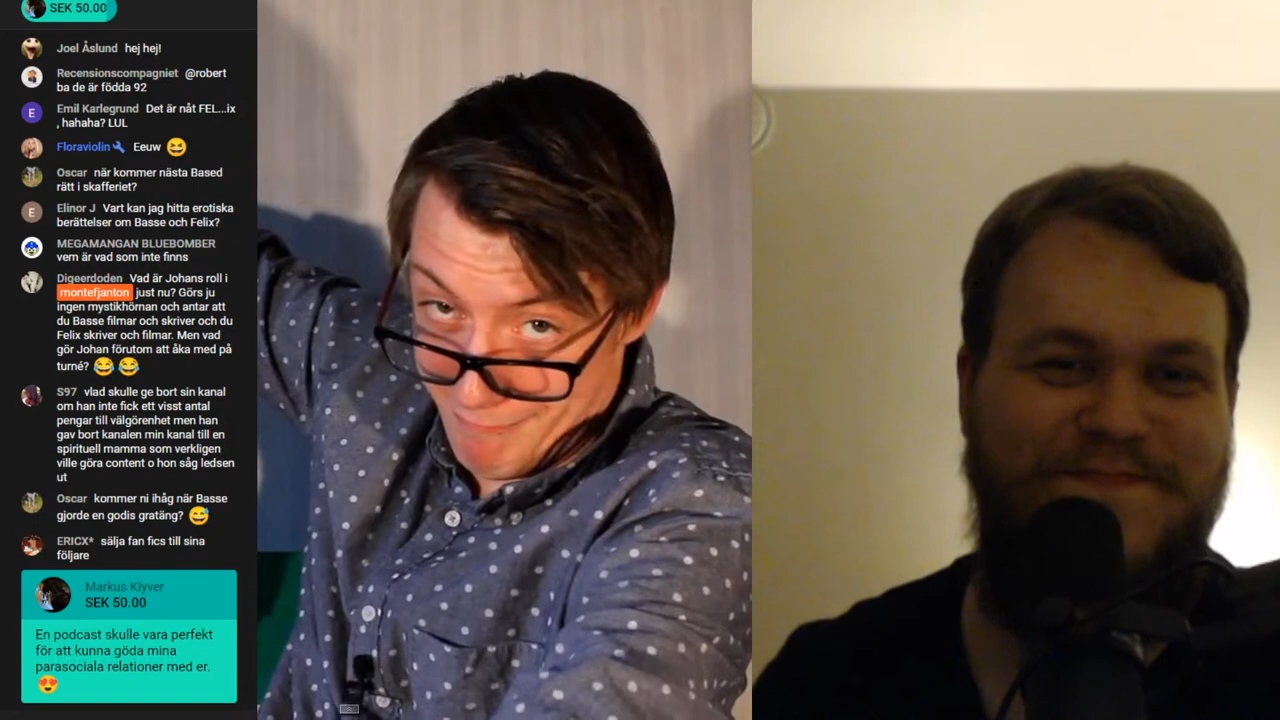 SEK 50.00
Joel Åslund hej hej!
Recensionscompagniet @robert
ba de är födda 92
E
Emil Karlegrund Det är nåt FEL...ix
, hahaha? LUL
Floraviolin Eeuw 😆
Oscar när kommer nästa Based
rätt i skafferiet?
E
Elinor J Vart kan jag hitta erotiska
berättelser om Basse och Felix?
MEGAMANGAN BLUEBOMBER
vem är vad som inte finns
Digeerdoden Vad är Johans roll i
montefjanton just nu? Görs ju
ingen mystikhörnan och antar att
du Basse filmar och skriver och du
Felix skriver och filmar. Men vad
gör Johan förutom att åka med på
turné? 😂 😂
S97 vlad skulle ge bort sin kanal
om han inte fick ett visst antal
pengar till välgörenhet men han
gav bort kanalen min kanal till en
spirituell mamma som verkligen
ville göra content o hon såg ledsen
ut
Oscar kommer ni ihåg när Basse
gjorde en godis gratäng? 😅
ERICX* sälja fan fics till sina
följare
Markus Klyver
SEK 50.00
En podcast skulle vara perfekt
för att kunna göda mina
parasociala relationer med er.
😍